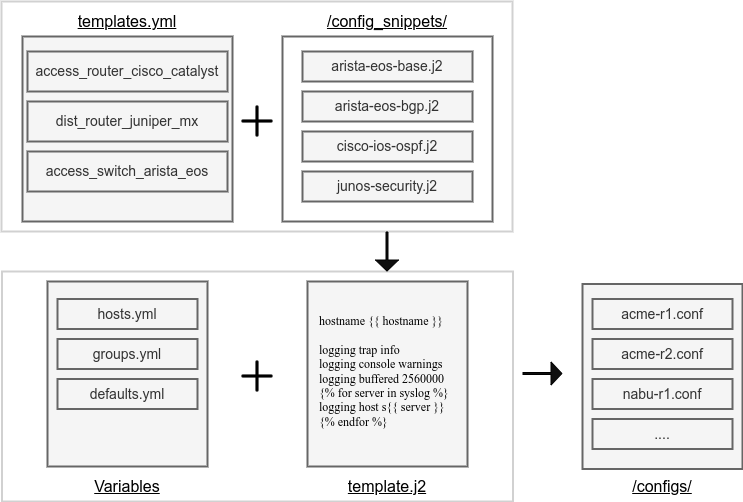 templates.yml
/config_snippets/
access_router_cisco_catalyst
dist_router_juniper_mx
access_switch_arista_eos
arista-eos-base.j2
arista-eos-bgp.j2
cisco-ios-ospf.j2
junos-security.j2
hosts.yml
groups.yml
defaults.yml
Variables
hostname {{ hostname }}
logging trap info
logging console warnings
logging buffered 2560000
{% for server in syslog %}
logging host s{{ server }}
{% endfor %}
template.j2
acme-r1.conf
acme-r2.conf
nabu-r1.conf
....
/configs/